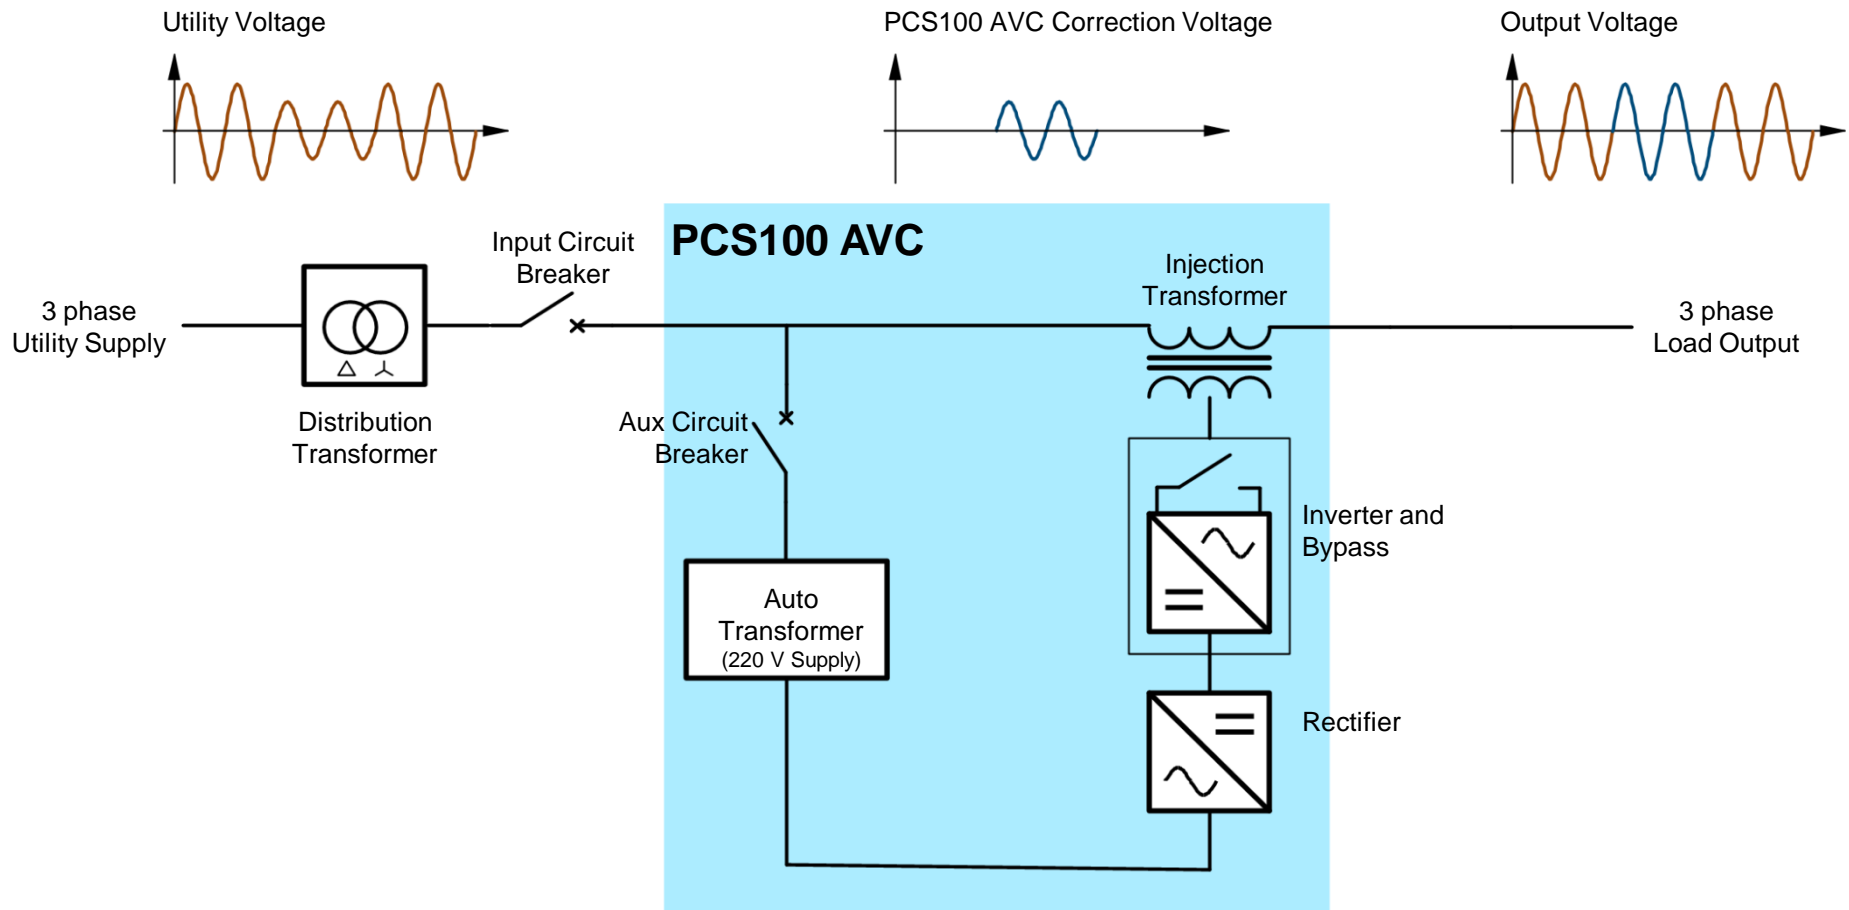 Utility Voltage
PCS100 AVC Correction Voltage
Output Voltage
PCS100 AVC
Input Circuit
Breaker
Injection
Transformer
3 phase
Utility Supply
3 phase
Load Output
Distribution
Transformer
Aux Circuit
Breaker
Inverter and
Bypass
Auto
Transformer
(220 V Supply)
Rectifier